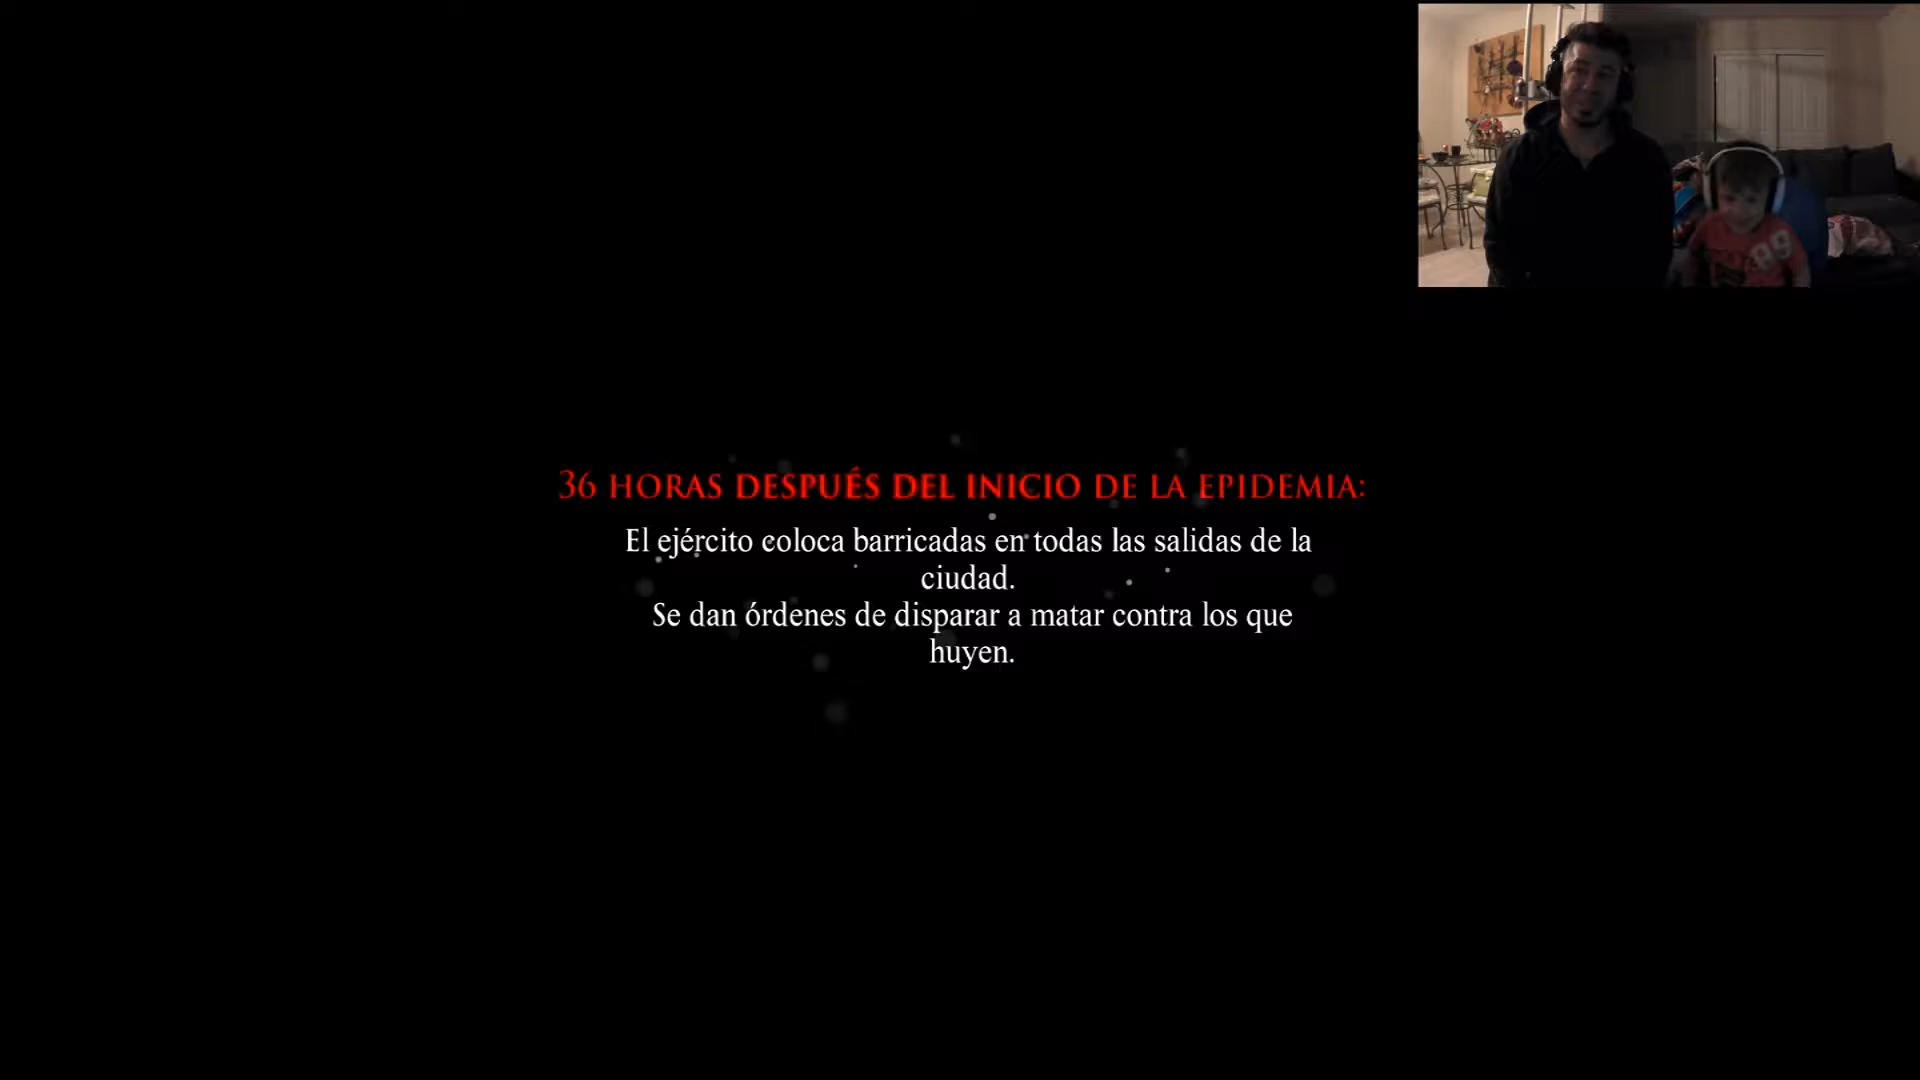 36 HORAS DESPUÉS DEL INICIO DE LA EPIDEMIA:
El ejército coloca barricadas en todas las salidas de la
ciudad.
Se dan órdenes de disparar a matar contra los que
huyen.
89